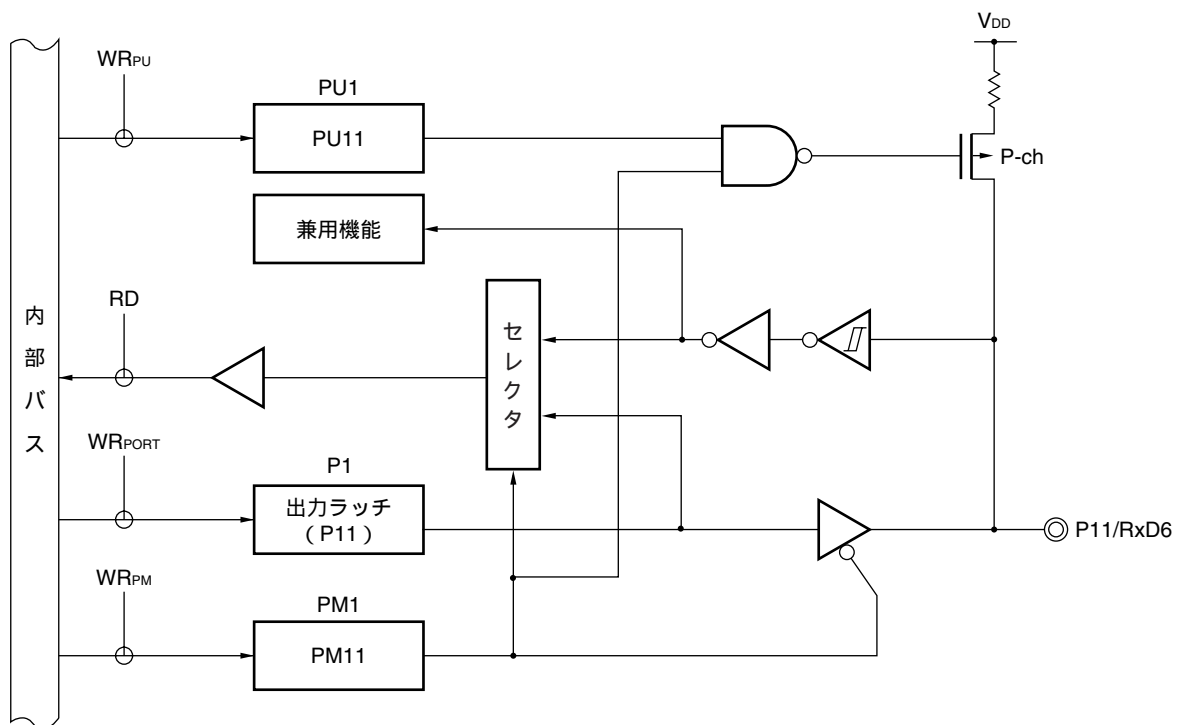 VDD
WRPU
PU1
PU11
P-ch
兼用機能
RD
内部バス
セレクタ
WRPORT
P1
出力ラッチ
(P11)
P11/RxD6
WRPM
PM1
PM11